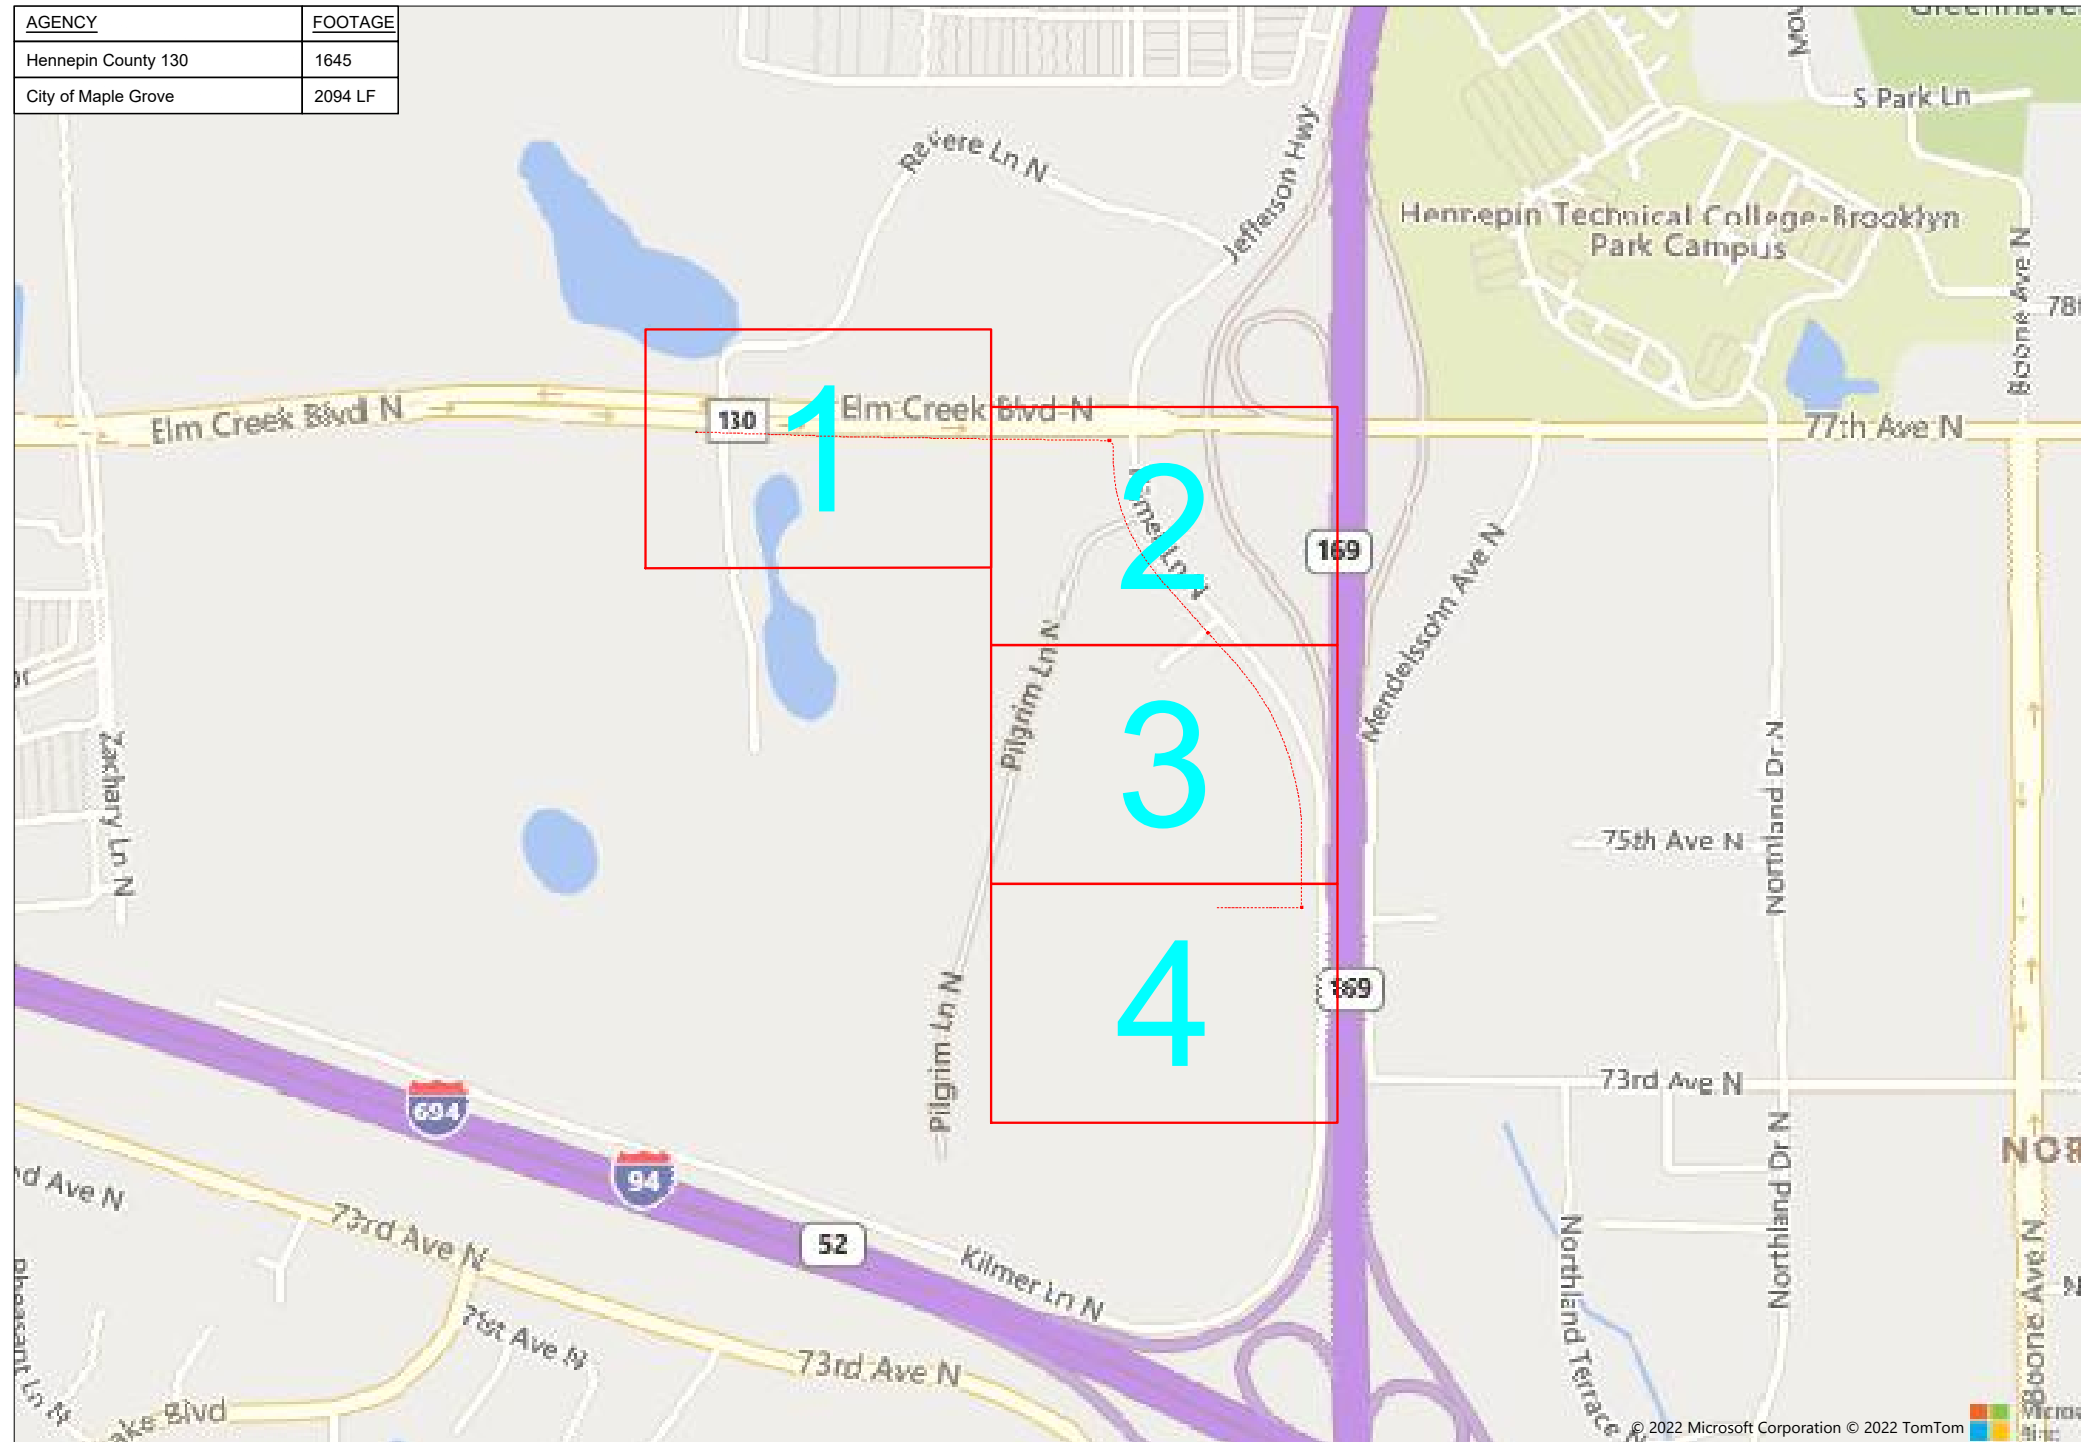 AGENCY FOOTAGE
Hennepin County 130 1645
City of Maple Grove 2094 LF
S Park Ln
Revere Ln N
Jefferson Hwy
Hennepin Technical College-Brooklyn
Park Campus
Boone Ave N
Elm Creek Blvd N
130
1
Elm Creek Blvd N
77th Ave N
2
169
Mendelssohn Ave N
Pilgrim Ln N
3
Zachary Ln N
75th Ave N
Northland Dr N
4
169
Pilgrim Ln N
73rd Ave N
694
94
Northland Dr N
73rd Ave N
52
Kilmer Ln N
71st Ave N
73rd Ave N
Northland Terrace N
Boone Ave N
Pheasant Ln N
© 2022 Microsoft Corporation © 2022 TomTom